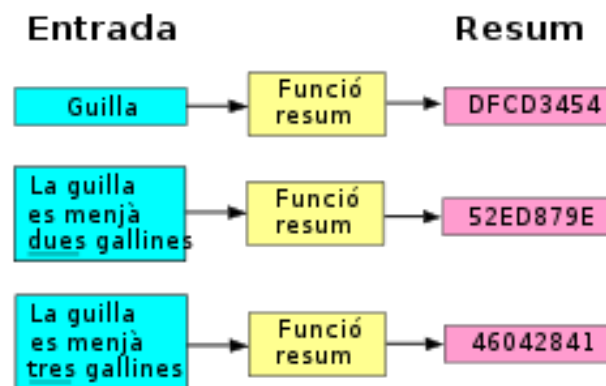 Entrada Resum
Guilla
Funció
resum
DFCD3454
La guilla
es menjà
dues gallines
Funció
resum
52ED879E
La guilla
es menjà
tres gallines
Funció
resum
46042841